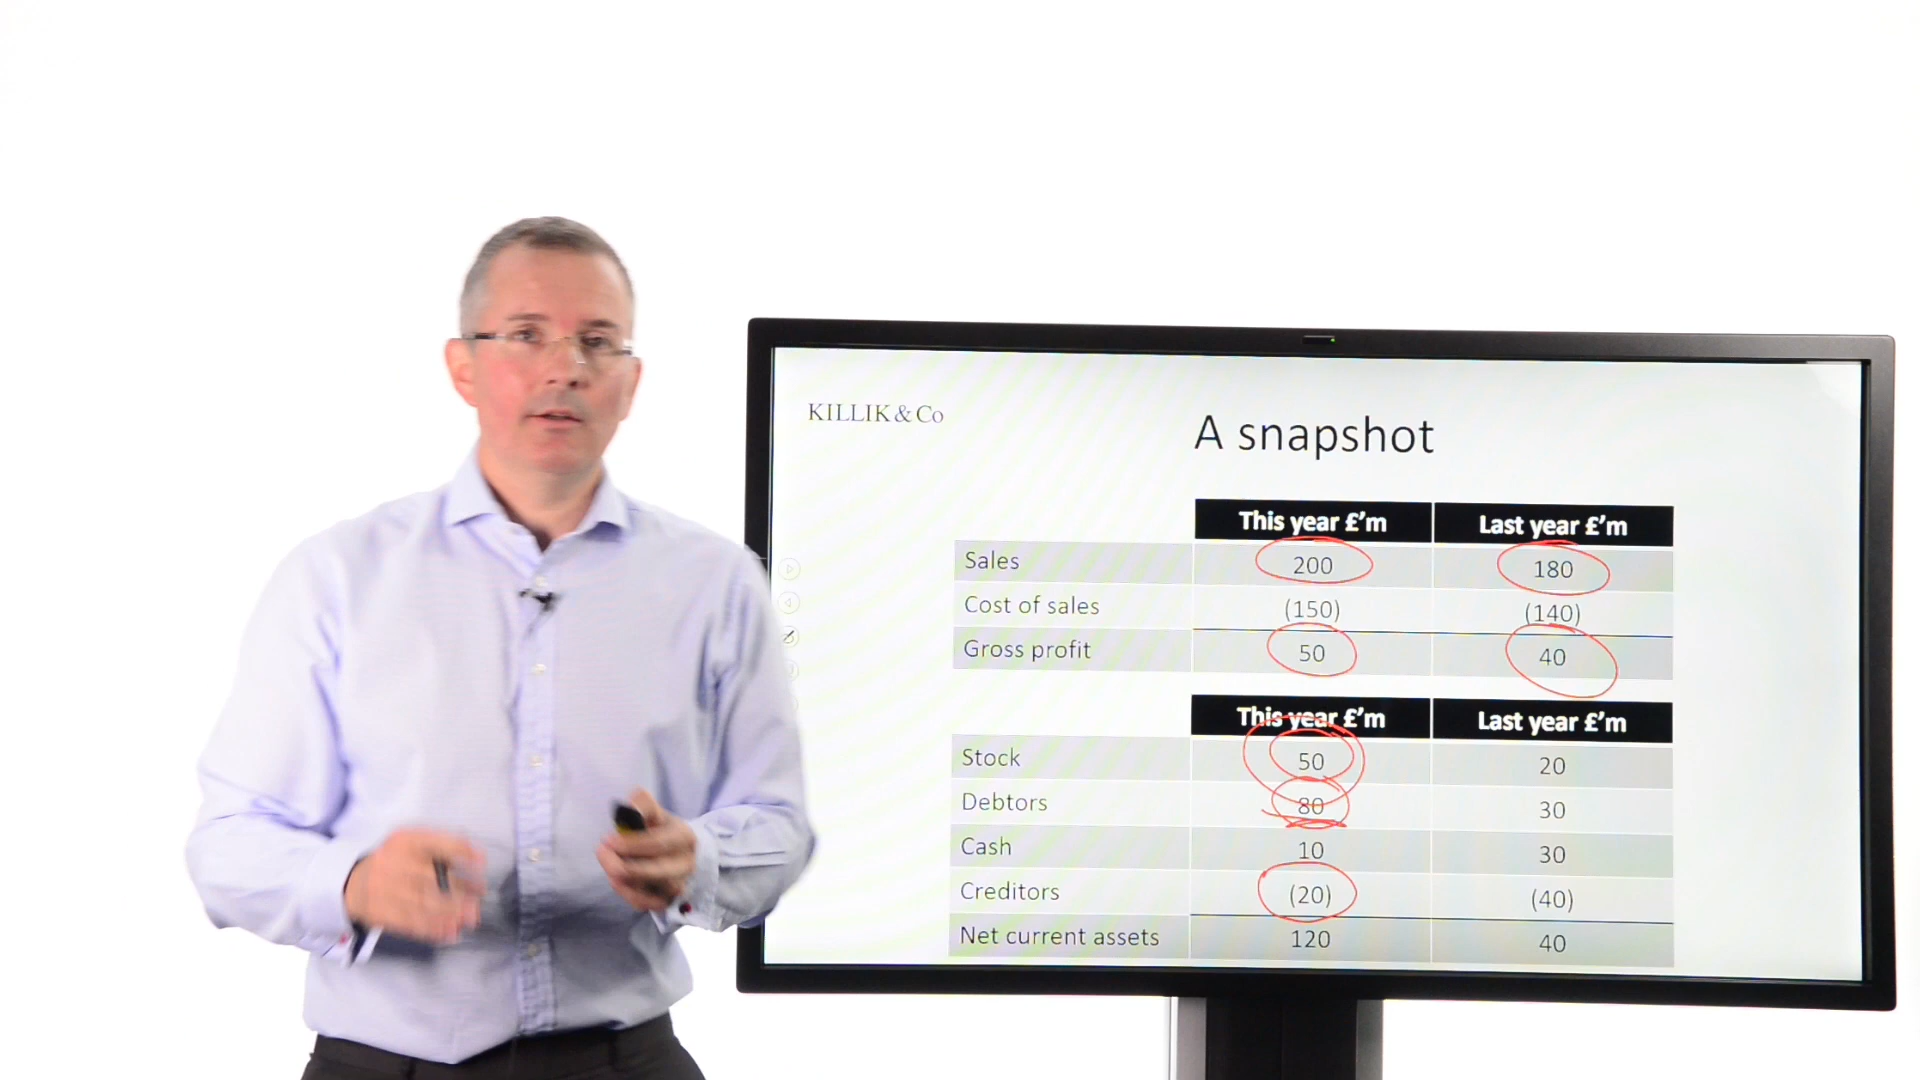 KILLIK & Co
A snapshot
This year £'m Last year £'m
Sales 200 180
Cost of sales (150) (140)
Gross profit 50 40
This year £'m Last year £'m
Stock 50 20
Debtors 80 30
Cash 10 30
Creditors (20) (40)
Net current assets 120 40